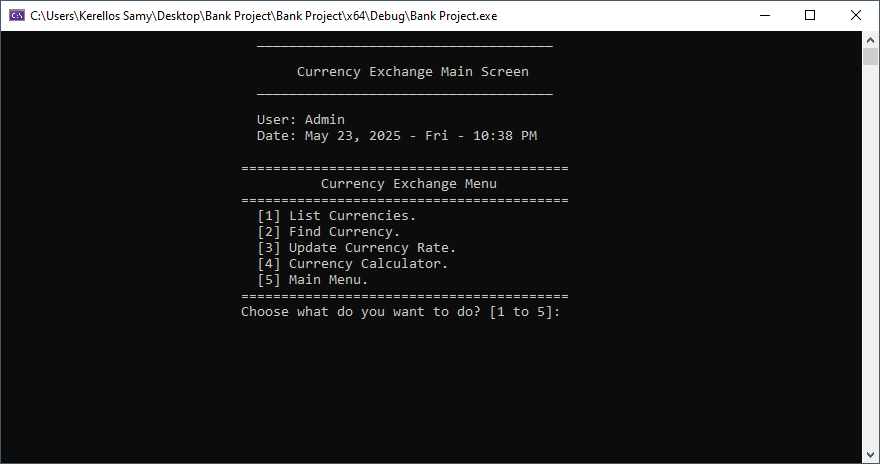 C:\Users\Kerellos Samy\Desktop\Bank Project\Bank Project\x64\Debug\Bank Project.exe
_____________________________________
Currency Exchange Main Screen
_____________________________________
User: Admin
Date: May 23, 2025 - Fri - 10:38 PM
=========================================
Currency Exchange Menu
=========================================
[1] List Currencies.
[2] Find Currency.
[3] Update Currency Rate.
[4] Currency Calculator.
[5] Main Menu.
=========================================
Choose what do you want to do? [1 to 5]: